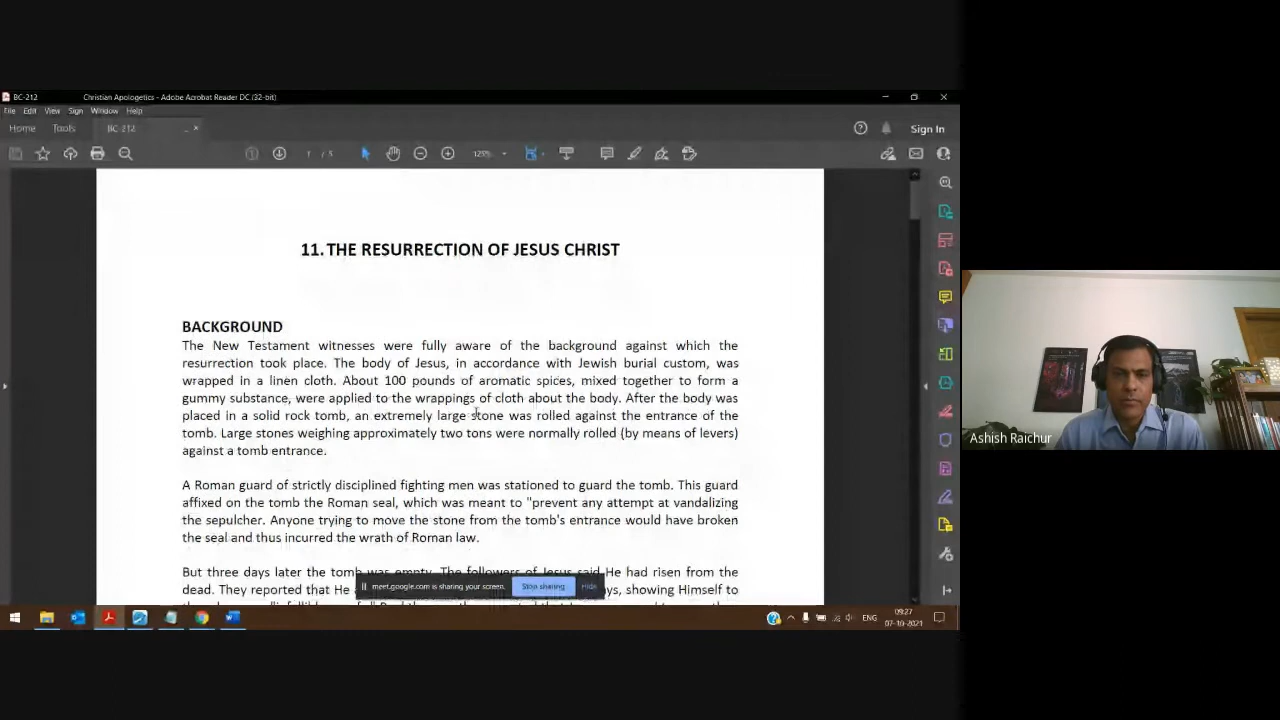 BC-212 Christian Apologetics - Adobe Acrobat Reader DC (32-bit)
File Edit View Sign Window Help
Home Tools BC-212 ... ×
Sign In
1 / 5
125%
11. THE RESURRECTION OF JESUS CHRIST
BACKGROUND
The New Testament witnesses were fully aware of the background against which the
resurrection took place. The body of Jesus, in accordance with Jewish burial custom, was
wrapped in a linen cloth. About 100 pounds of aromatic spices, mixed together to form a
gummy substance, were applied to the wrappings of cloth about the body. After the body was
placed in a solid rock tomb, an extremely large stone was rolled against the entrance of the
tomb. Large stones weighing approximately two tons were normally rolled (by means of levers)
against a tomb entrance.
A Roman guard of strictly disciplined fighting men was stationed to guard the tomb. This guard
affixed on the tomb the Roman seal, which was meant to "prevent any attempt at vandalizing
the sepulcher. Anyone trying to move the stone from the tomb's entrance would have broken
the seal and thus incurred the wrath of Roman law.
But three days later the tomb was empty. The followers of Jesus said He had risen from the
dead. They reported that He
ays, showing Himself to
meet.google.com is sharing your screen. Stop sharing Hide
Ashish Raichur
ENG
09:27
07-10-2021